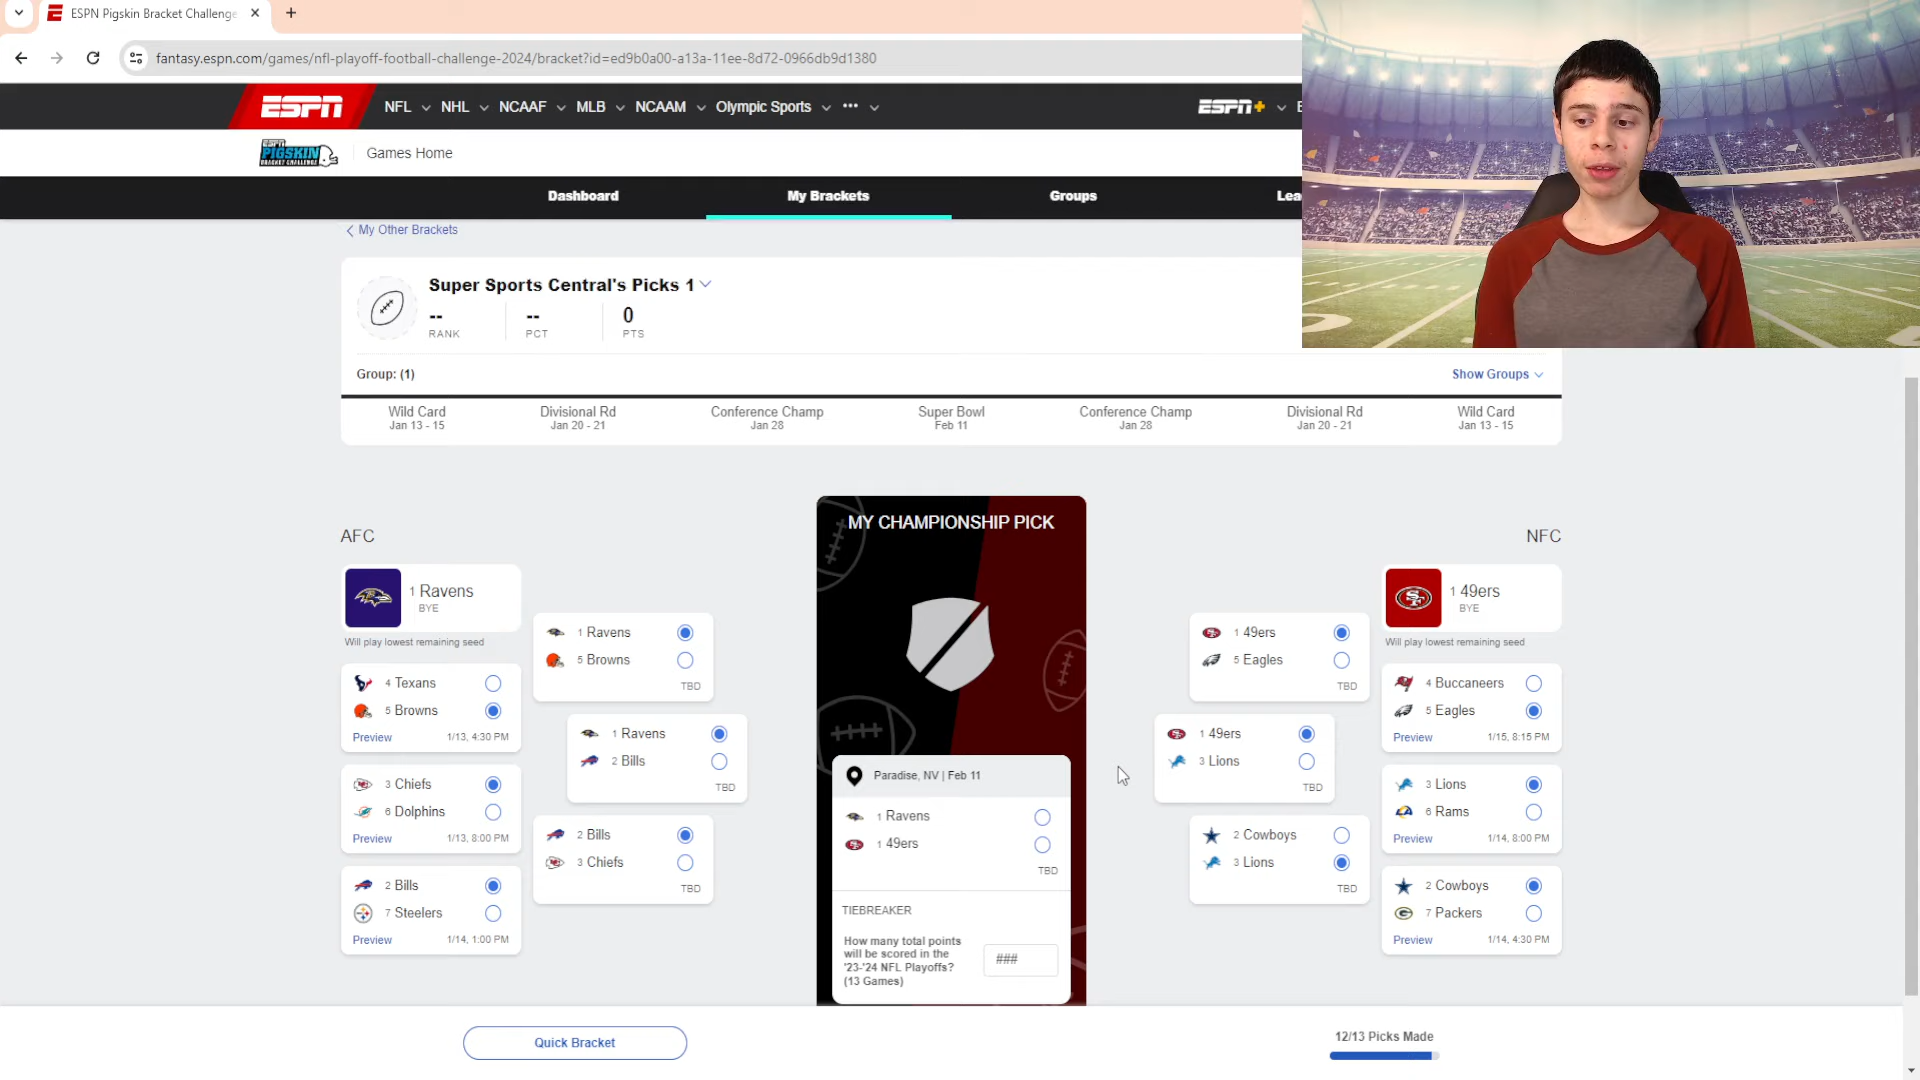 ESPN Pigskin Bracket Challenge
fantasy.espn.com/games/nfl-playoff-football-challenge-2024/bracket?id=ed9b0a00-a13a-11ee-8d72-0966db9d1380
ESPN NFL NHL NCAAF MLB NCAAM Olympic Sports ••• ESPN+ E
ESPN PIGSKIN BRACKET CHALLENGE Games Home
Dashboard My Brackets Groups Lea
My Other Brackets
Super Sports Central's Picks 1
-- -- 0
RANK PCT PTS
Group: (1) Show Groups
Wild Card Divisional Rd Conference Champ Super Bowl Conference Champ Divisional Rd Wild Card
Jan 13 - 15 Jan 20 - 21 Jan 28 Feb 11 Jan 28 Jan 20 - 21 Jan 13 - 15
AFC
1 Ravens
BYE
Will play lowest remaining seed
4 Texans
5 Browns
Preview 1/13, 4:30 PM
3 Chiefs
6 Dolphins
Preview 1/13, 8:00 PM
2 Bills
7 Steelers
Preview 1/14, 1:00 PM
1 Ravens
5 Browns
TBD
1 Ravens
2 Bills
TBD
2 Bills
3 Chiefs
TBD
MY CHAMPIONSHIP PICK
Paradise, NV | Feb 11
1 Ravens
1 49ers
TBD
TIEBREAKER
How many total points
will be scored in the
'23-'24 NFL Playoffs?
(13 Games)
###
1 49ers
5 Eagles
TBD
1 49ers
3 Lions
TBD
2 Cowboys
3 Lions
TBD
NFC
SF
1 49ers
BYE
Will play lowest remaining seed
4 Buccaneers
5 Eagles
Preview 1/15, 8:15 PM
3 Lions
6 Rams
Preview 1/14, 8:00 PM
2 Cowboys
7 Packers
Preview 1/14, 4:30 PM
Quick Bracket
12/13 Picks Made